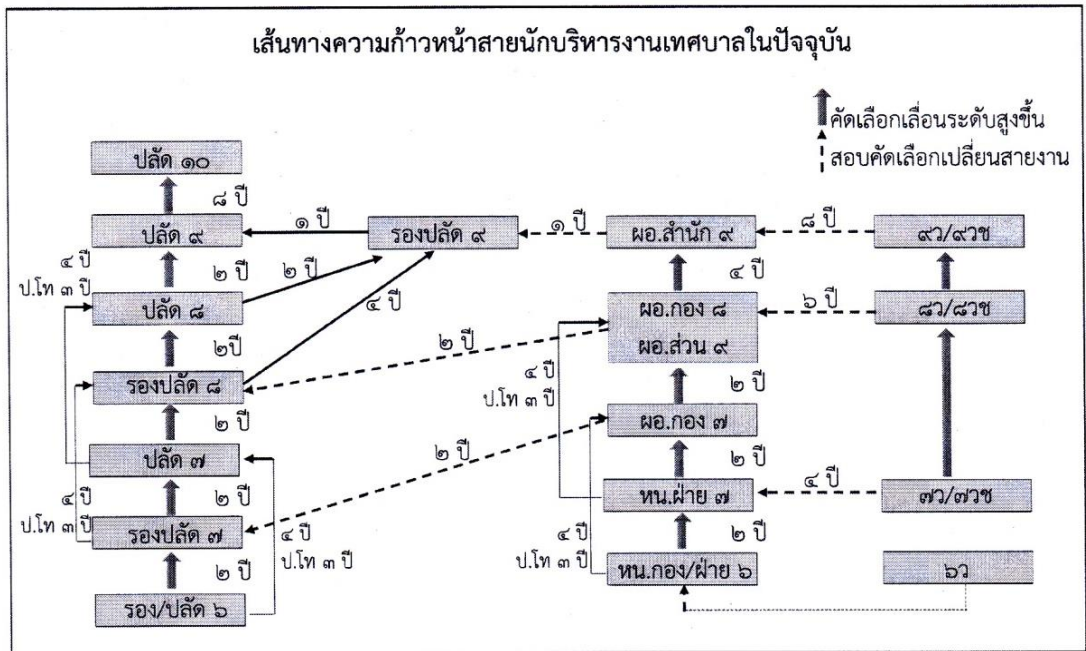 เส้นทางความก้าวหน้าสายนักบริหารงานเทศบาลในปัจจุบัน
คัดเลือกเลื่อนระดับสูงขึ้น
สอบคัดเลือกเปลี่ยนสายงาน
ปลัด ๑๐
๘ ปี
ปลัด ๙
๑ ปี
รองปลัด ๙
๑ ปี
ผอ.สำนัก ๙
๘ ปี
๙ว/๙วช
๔ ปี
ป.โท ๓ ปี
๒ ปี
๒ ปี
๔ ปี
๔ ปี
ปลัด ๘
ผอ.กอง ๘
ผอ.ส่วน ๙
๖ ปี
๘ว/๘วช
๒ปี
๒ ปี
รองปลัด ๘
๔ ปี
ป.โท ๓ ปี
๒ ปี
๒ ปี
ผอ.กอง ๗
ปลัด ๗
๒ ปี
๒ ปี
๔ ปี
ป.โท ๓ ปี
๒ ปี
หน.ฝ่าย ๗
๔ ปี
๗ว/๗วช
รองปลัด ๗
๔ ปี
ป.โท ๓ ปี
๔ ปี
ป.โท ๓ ปี
๒ ปี
๒ ปี
หน.กอง/ฝ่าย ๖
๖ว
รอง/ปลัด ๖